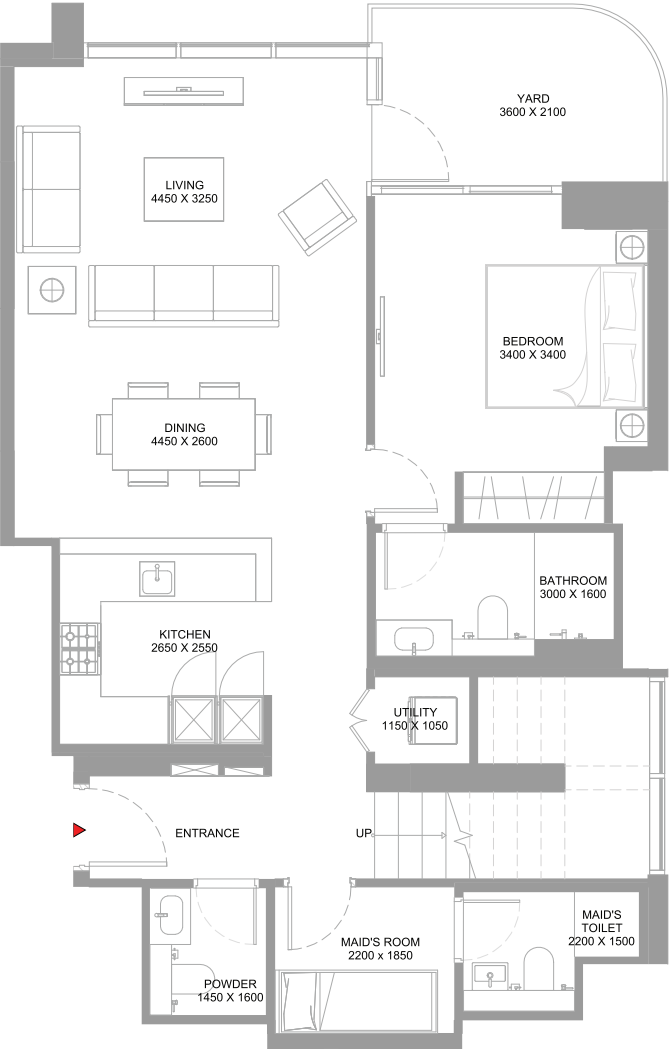 YARD
3600 X 2100
LIVING
4450 X 3250
BEDROOM
3400 X 3400
DINING
4450 X 2600
BATHROOM
3000 X 1600
KITCHEN
2650 X 2550
UTILITY
1150 X 1050
ENTRANCE
UP
MAID'S
TOILET
2200 X 1500
MAID'S ROOM
2200 x 1850
POWDER
1450 X 1600